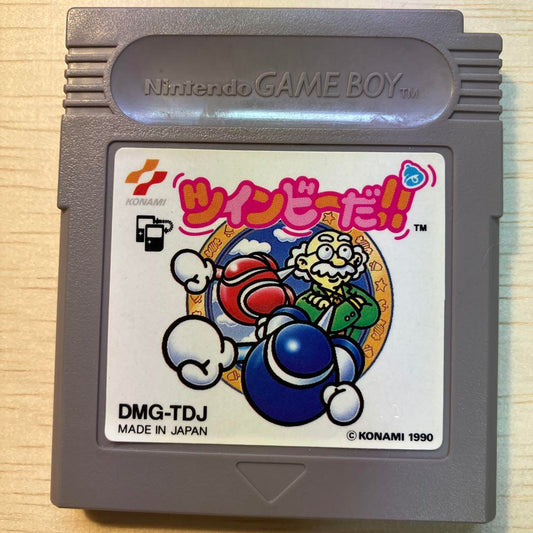 Nintendo GAME BOY TM
KONAMI
ツインビーだっ!!
TM
DMG-TDJ
MADE IN JAPAN
© KONAMI 1990